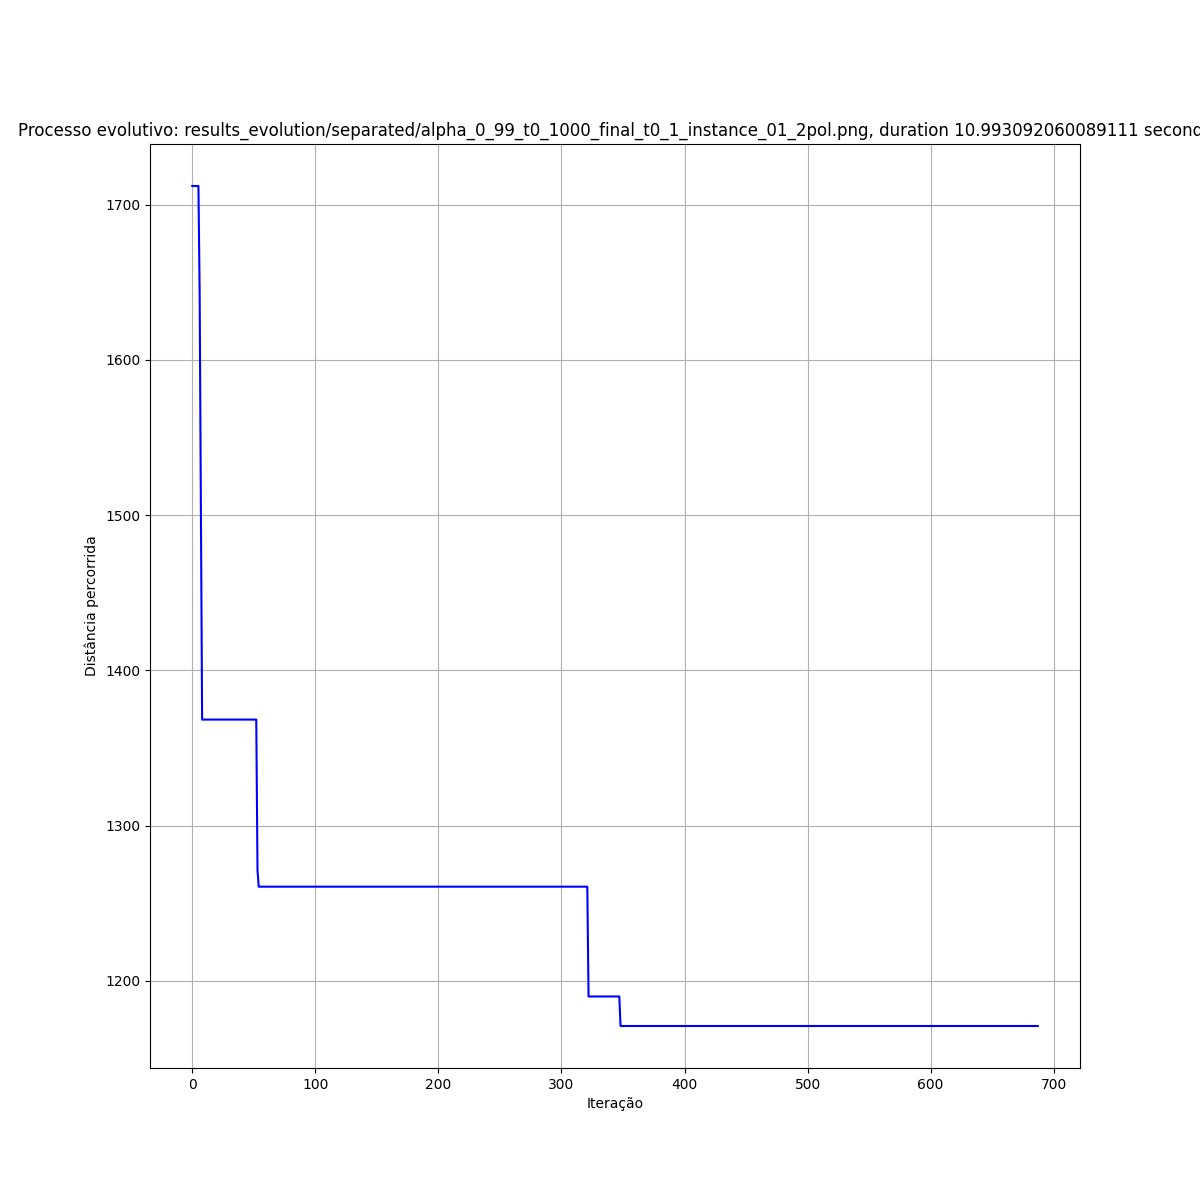 Processo evolutivo: results_evolution/separated/alpha_0_99_t0_1000_final_t0_1_instance_01_2pol.png, duration 10.993092060089111 second
1700
1600
1500
1400
1300
1200
Distância percorrida
0 100 200 300 400 500 600 700
Iteração